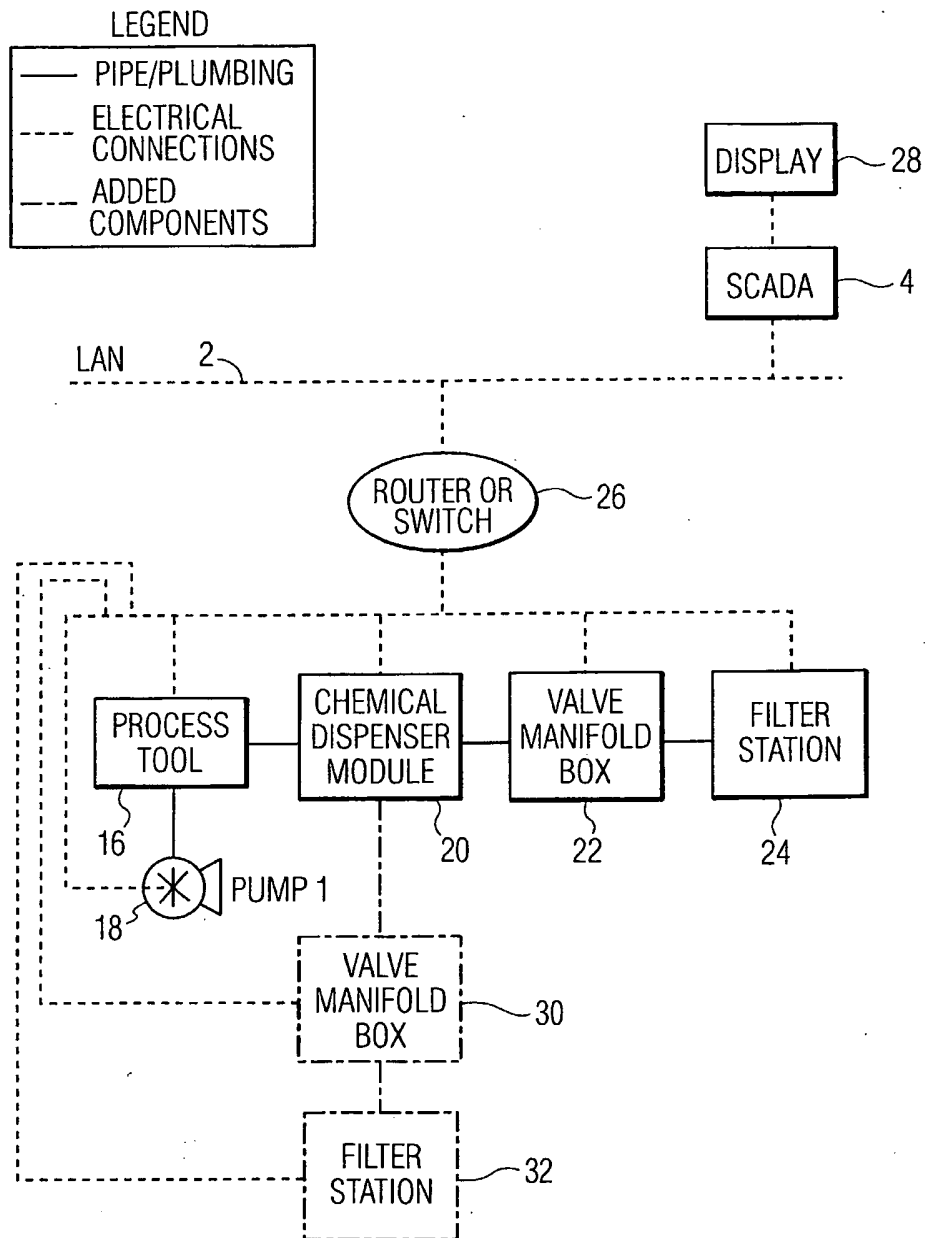 LEGEND
PIPE/PLUMBING
ELECTRICAL
CONNECTIONS
ADDED
COMPONENTS
DISPLAY
28
SCADA
4
LAN
2
ROUTER OR
SWITCH
26
PROCESS
TOOL
16
CHEMICAL
DISPENSER
MODULE
20
VALVE
MANIFOLD
BOX
22
FILTER
STATION
24
18
PUMP 1
VALVE
MANIFOLD
BOX
30
FILTER
STATION
32